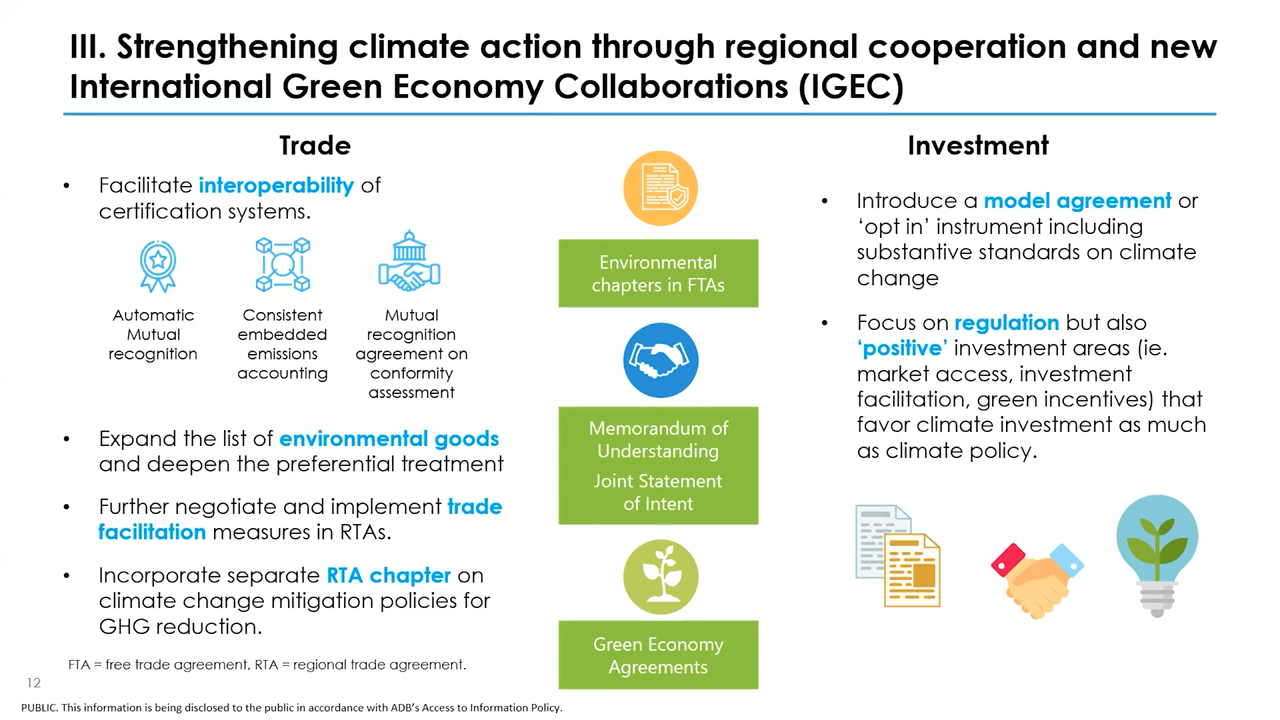 III. Strengthening climate action through regional cooperation and new
International Green Economy Collaborations (IGEC)
Trade
• Facilitate interoperability of
certification systems.
Automatic
Mutual
recognition
Consistent
embedded
emissions
accounting
Mutual
recognition
agreement on
conformity
assessment
• Expand the list of environmental goods
and deepen the preferential treatment
• Further negotiate and implement trade
facilitation measures in RTAs.
• Incorporate separate RTA chapter on
climate change mitigation policies for
GHG reduction.
FTA = free trade agreement, RTA = regional trade agreement.
Environmental
chapters in FTAs
Memorandum of
Understanding
Joint Statement
of Intent
Green Economy
Agreements
Investment
• Introduce a model agreement or
‘opt in’ instrument including
substantive standards on climate
change
• Focus on regulation but also
‘positive’ investment areas (ie.
market access, investment
facilitation, green incentives) that
favor climate investment as much
as climate policy.
12
PUBLIC. This information is being disclosed to the public in accordance with ADB’s Access to Information Policy.